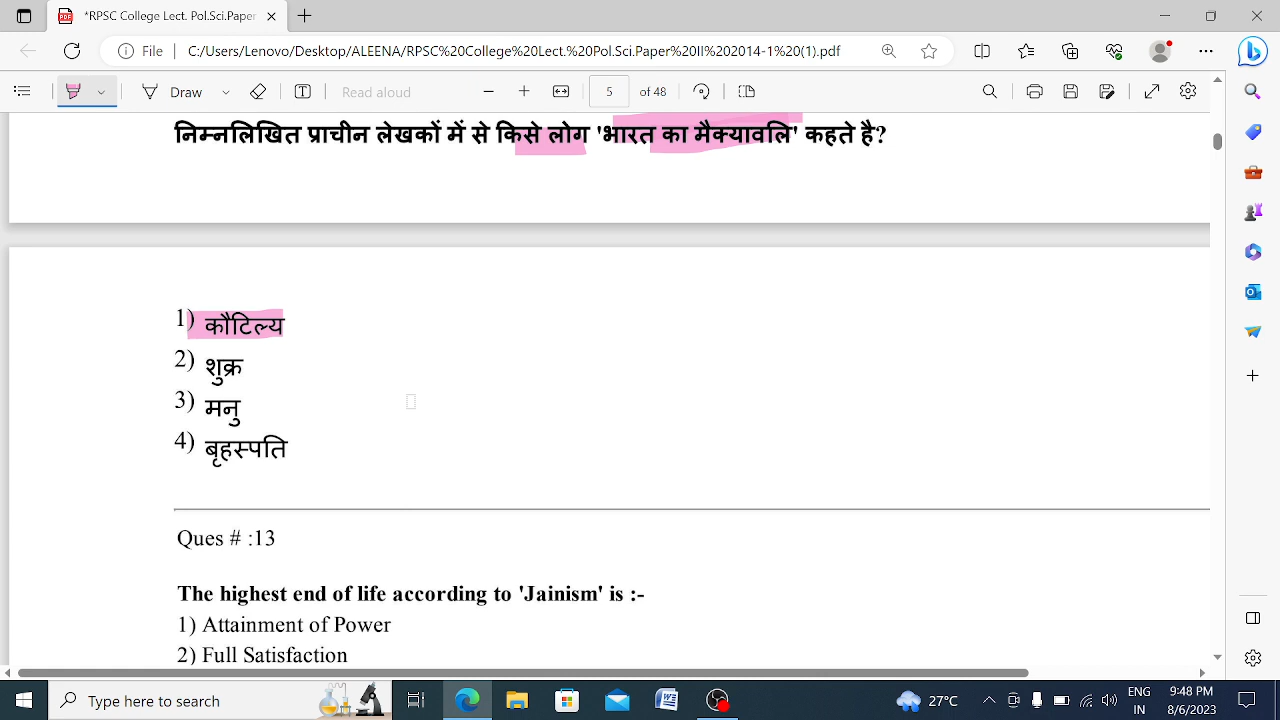 *RPSC College Lect. Pol.Sci.Paper
File C:/Users/Lenovo/Desktop/ALEENA/RPSC%20College%20Lect.%20Pol.Sci.Paper%20II%202014-1%20(1).pdf
Draw Read aloud 5 of 48
निम्नलिखित प्राचीन लेखकों में से किसे लोग 'भारत का मैक्यावलि' कहते है?
1) कौटिल्य
2) शुक्र
3) मनु
4) बृहस्पति
Ques # :13
The highest end of life according to 'Jainism' is :-
1) Attainment of Power
2) Full Satisfaction
Type here to search 27°C ENG 9:48 PM
IN 8/6/2023